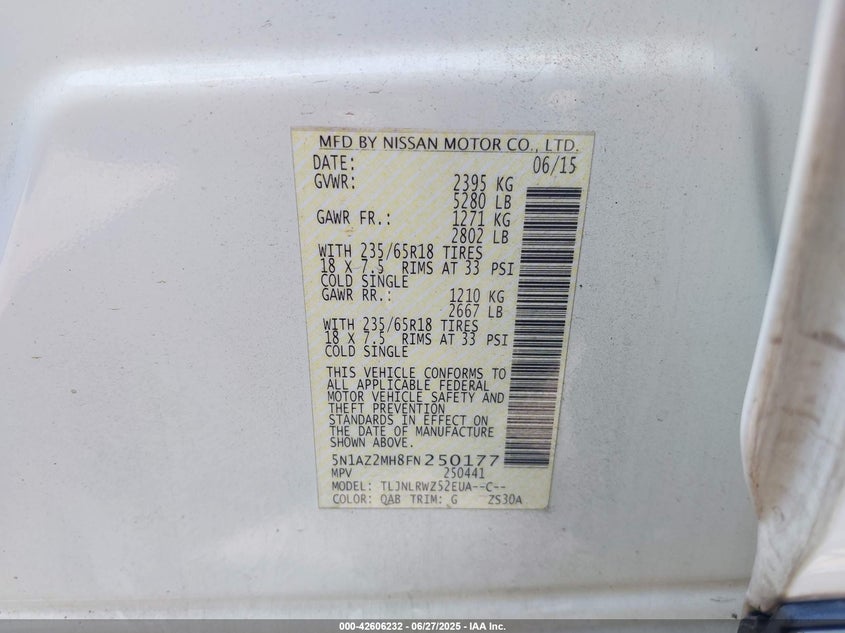 MFD BY NISSAN MOTOR CO., LTD.
DATE: 06/15
GVWR: 2395 KG
5280 LB
GAWR FR.: 1271 KG
2802 LB
WITH 235/65R18 TIRES
18 X 7.5 RIMS AT 33 PSI
COLD SINGLE
GAWR RR.: 1210 KG
2667 LB
WITH 235/65R18 TIRES
18 X 7.5 RIMS AT 33 PSI
COLD SINGLE
THIS VEHICLE CONFORMS TO
ALL APPLICABLE FEDERAL
MOTOR VEHICLE SAFETY AND
THEFT PREVENTION
STANDARDS IN EFFECT ON
THE DATE OF MANUFACTURE
SHOWN ABOVE.
5N1AZ2MH8FN250177
MPV 250441
MODEL: TLJNLRWZ52EUA--C--
COLOR: QAB TRIM: G ZS30A
000-42606232 - 06/27/2025 - IAA Inc.